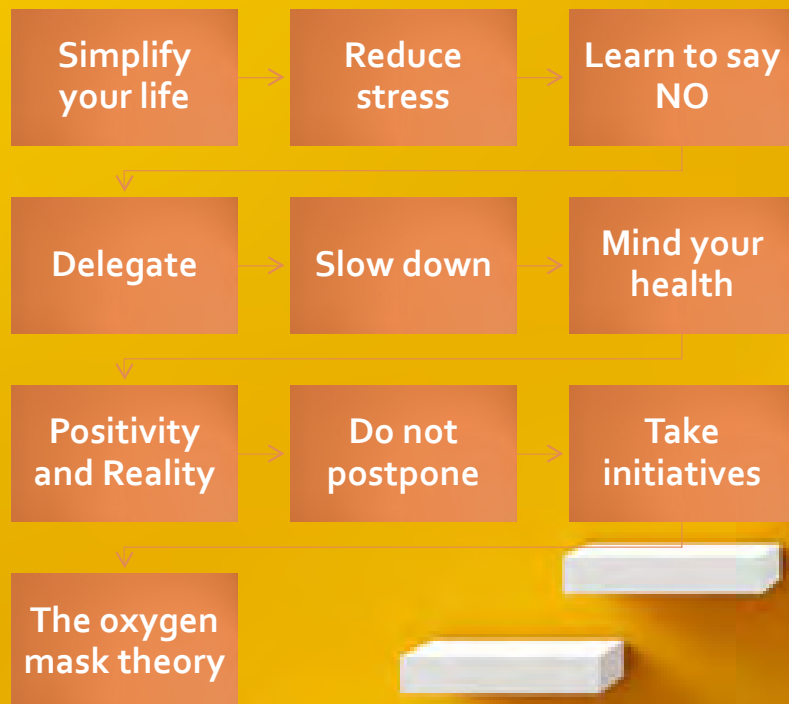 Simplify
your life
Reduce
stress
Learn to say
NO
Delegate
Slow down
Mind your
health
Positivity
and Reality
Do not
postpone
Take
initiatives
The oxygen
mask theory